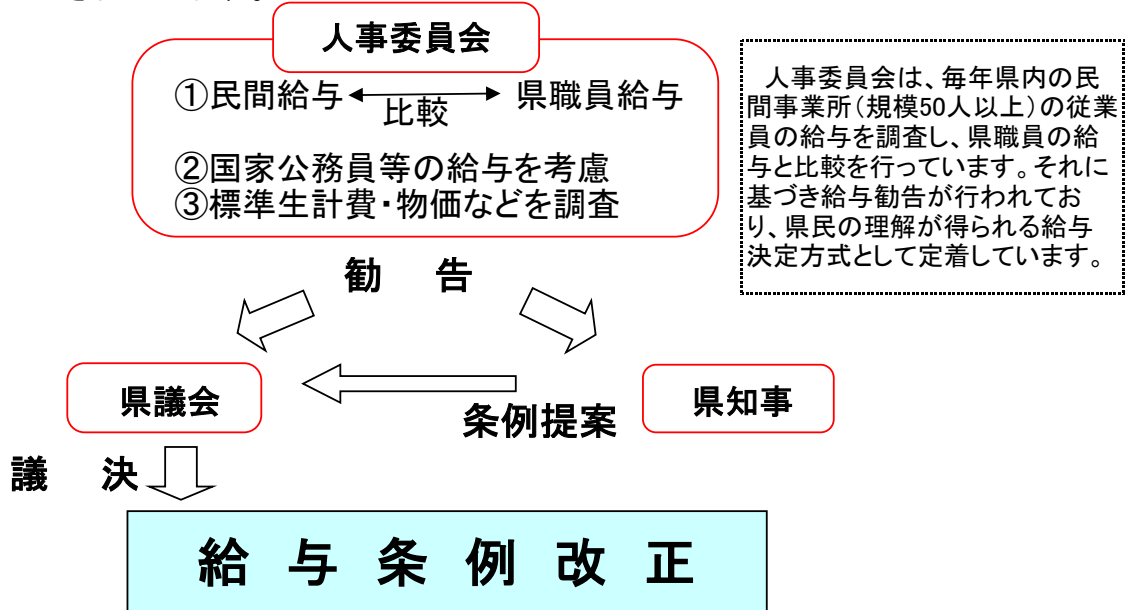 人事委員会
①民間給与 県職員給与
比較
②国家公務員等の給与を考慮
③標準生計費・物価などを調査
人事委員会は、毎年県内の民
間事業所(規模50人以上)の従業
員の給与を調査し、県職員の給
与と比較を行っています。それに
基づき給与勧告が行われてお
り、県民の理解が得られる給与
決定方式として定着しています。
勧 告
県議会
県知事
条例提案
議 決
給 与 条 例 改 正